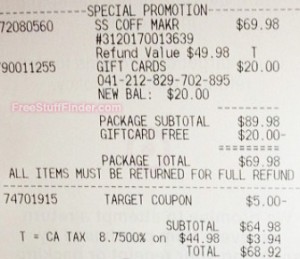 SPECIAL PROMOTION
72080560 SS COFF MAKR $69.98
#3120170013639
Refund Value $49.98 T
90011255 GIFT CARDS $20.00
041-212-829-702-895
NEW BAL: $20.00
FreeStuffFinder.com
PACKAGE SUBTOTAL $89.98
GIFTCARD FREE $20.00-
PACKAGE TOTAL $69.98
ALL ITEMS MUST BE RETURNED FOR FULL REFUND
74701915 TARGET COUPON $5.00-
SUBTOTAL $64.98
T = CA TAX 8.7500% on $44.98 $3.94
TOTAL $68.92